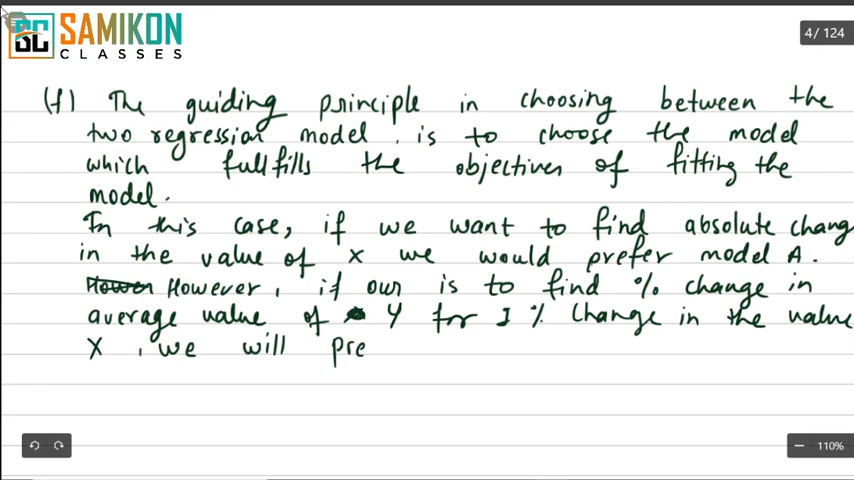 SC SAMIKON
CLASSES
4/124
(f) The guiding principle in choosing between the
two regression model, is to choose the model
which fullfills the objectives of fitting the
model.
In this case, if we want to find absolute chang
in the value of X we would prefer model A.
However, if our is to find % change in
average value of Y for 1 % change in the value
X, we will pre
110%